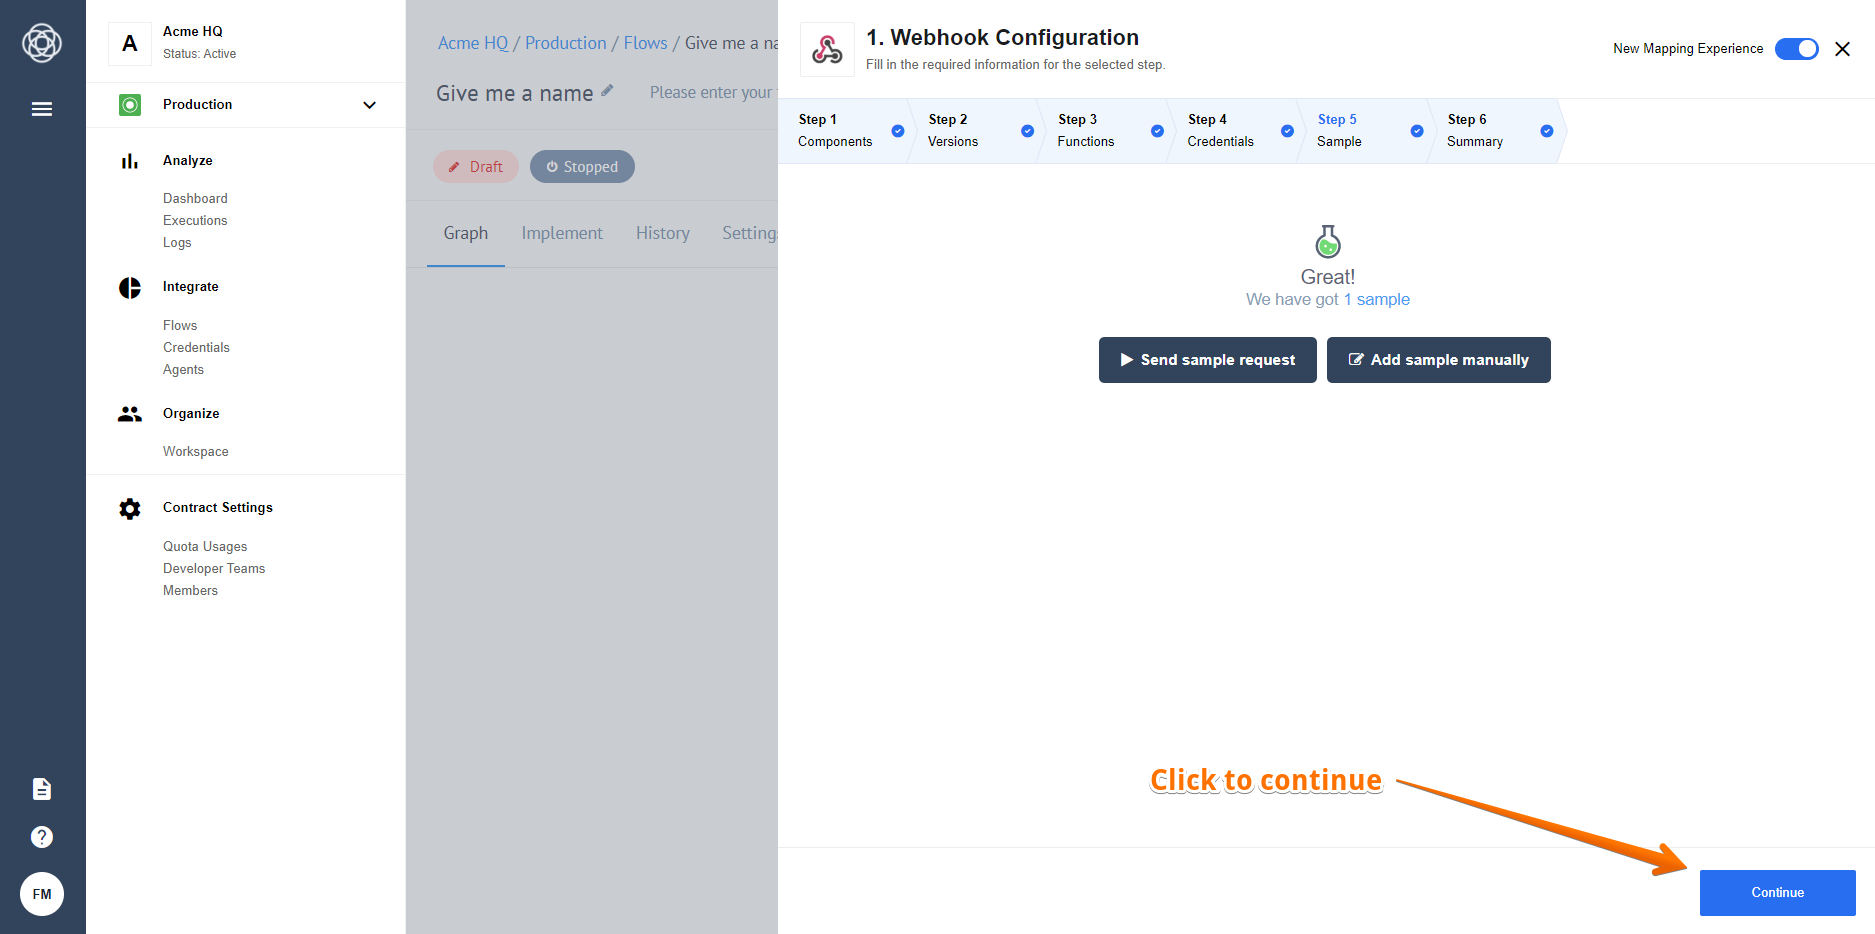 A
Acme HQ
Status: Active
Production
Analyze
Dashboard
Executions
Logs
Integrate
Flows
Credentials
Agents
Organize
Workspace
Contract Settings
Quota Usages
Developer Teams
Members
FM
Acme HQ / Production / Flows / Give me a na
Give me a name
Please enter your
Draft
Stopped
Graph
Implement
History
Setting
1. Webhook Configuration
Fill in the required information for the selected step.
New Mapping Experience
Step 1
Components
Step 2
Versions
Step 3
Functions
Step 4
Credentials
Step 5
Sample
Step 6
Summary
Great!
We have got 1 sample
Send sample request
Add sample manually
Click to continue
Continue